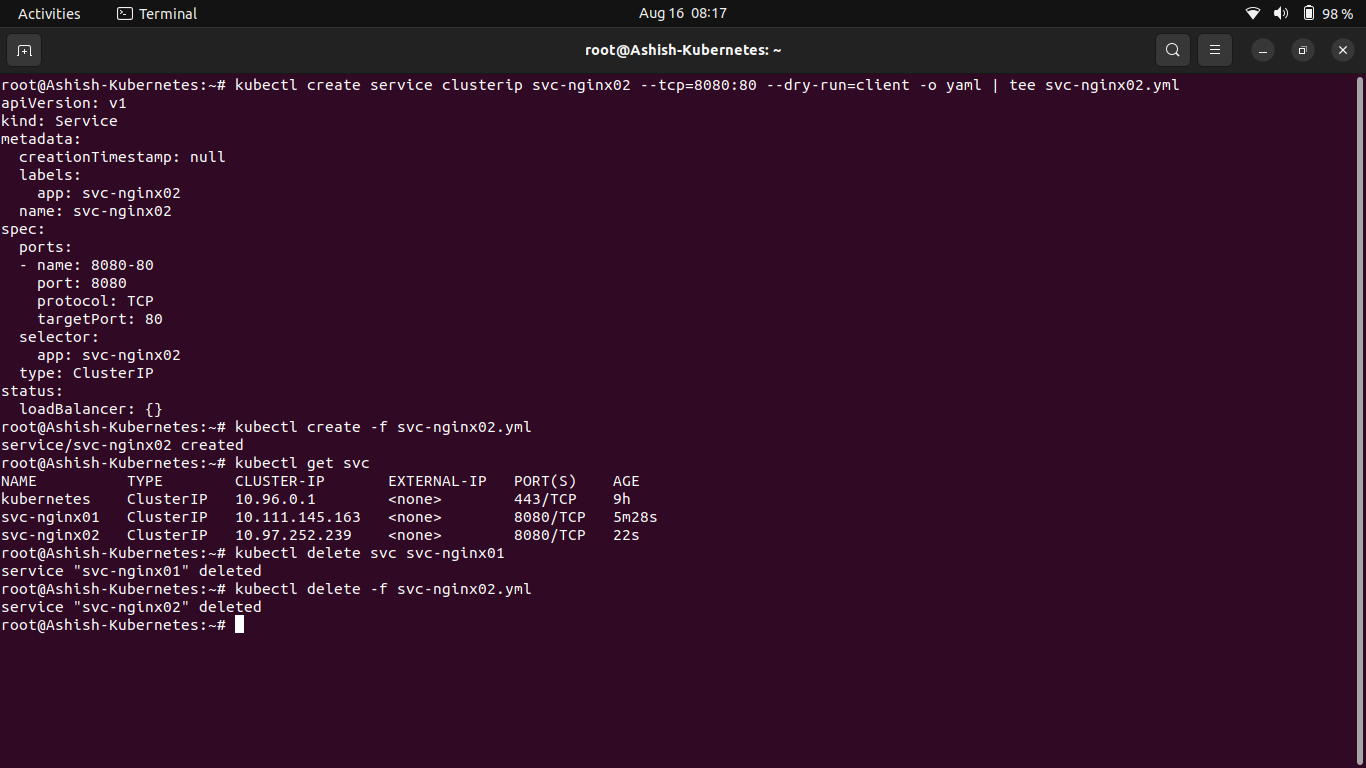 Activities Terminal Aug 16 08:17 98 %
root@Ashish-Kubernetes: ~
root@Ashish-Kubernetes:~# kubectl create service clusterip svc-nginx02 --tcp=8080:80 --dry-run=client -o yaml | tee svc-nginx02.yml
apiVersion: v1
kind: Service
metadata:
  creationTimestamp: null
  labels:
    app: svc-nginx02
  name: svc-nginx02
spec:
  ports:
  - name: 8080-80
    port: 8080
    protocol: TCP
    targetPort: 80
  selector:
    app: svc-nginx02
  type: ClusterIP
status:
  loadBalancer: {}
root@Ashish-Kubernetes:~# kubectl create -f svc-nginx02.yml
service/svc-nginx02 created
root@Ashish-Kubernetes:~# kubectl get svc
NAME          TYPE        CLUSTER-IP       EXTERNAL-IP   PORT(S)    AGE
kubernetes    ClusterIP   10.96.0.1        <none>        443/TCP    9h
svc-nginx01   ClusterIP   10.111.145.163   <none>        8080/TCP   5m28s
svc-nginx02   ClusterIP   10.97.252.239    <none>        8080/TCP   22s
root@Ashish-Kubernetes:~# kubectl delete svc svc-nginx01
service "svc-nginx01" deleted
root@Ashish-Kubernetes:~# kubectl delete -f svc-nginx02.yml
service "svc-nginx02" deleted
root@Ashish-Kubernetes:~#